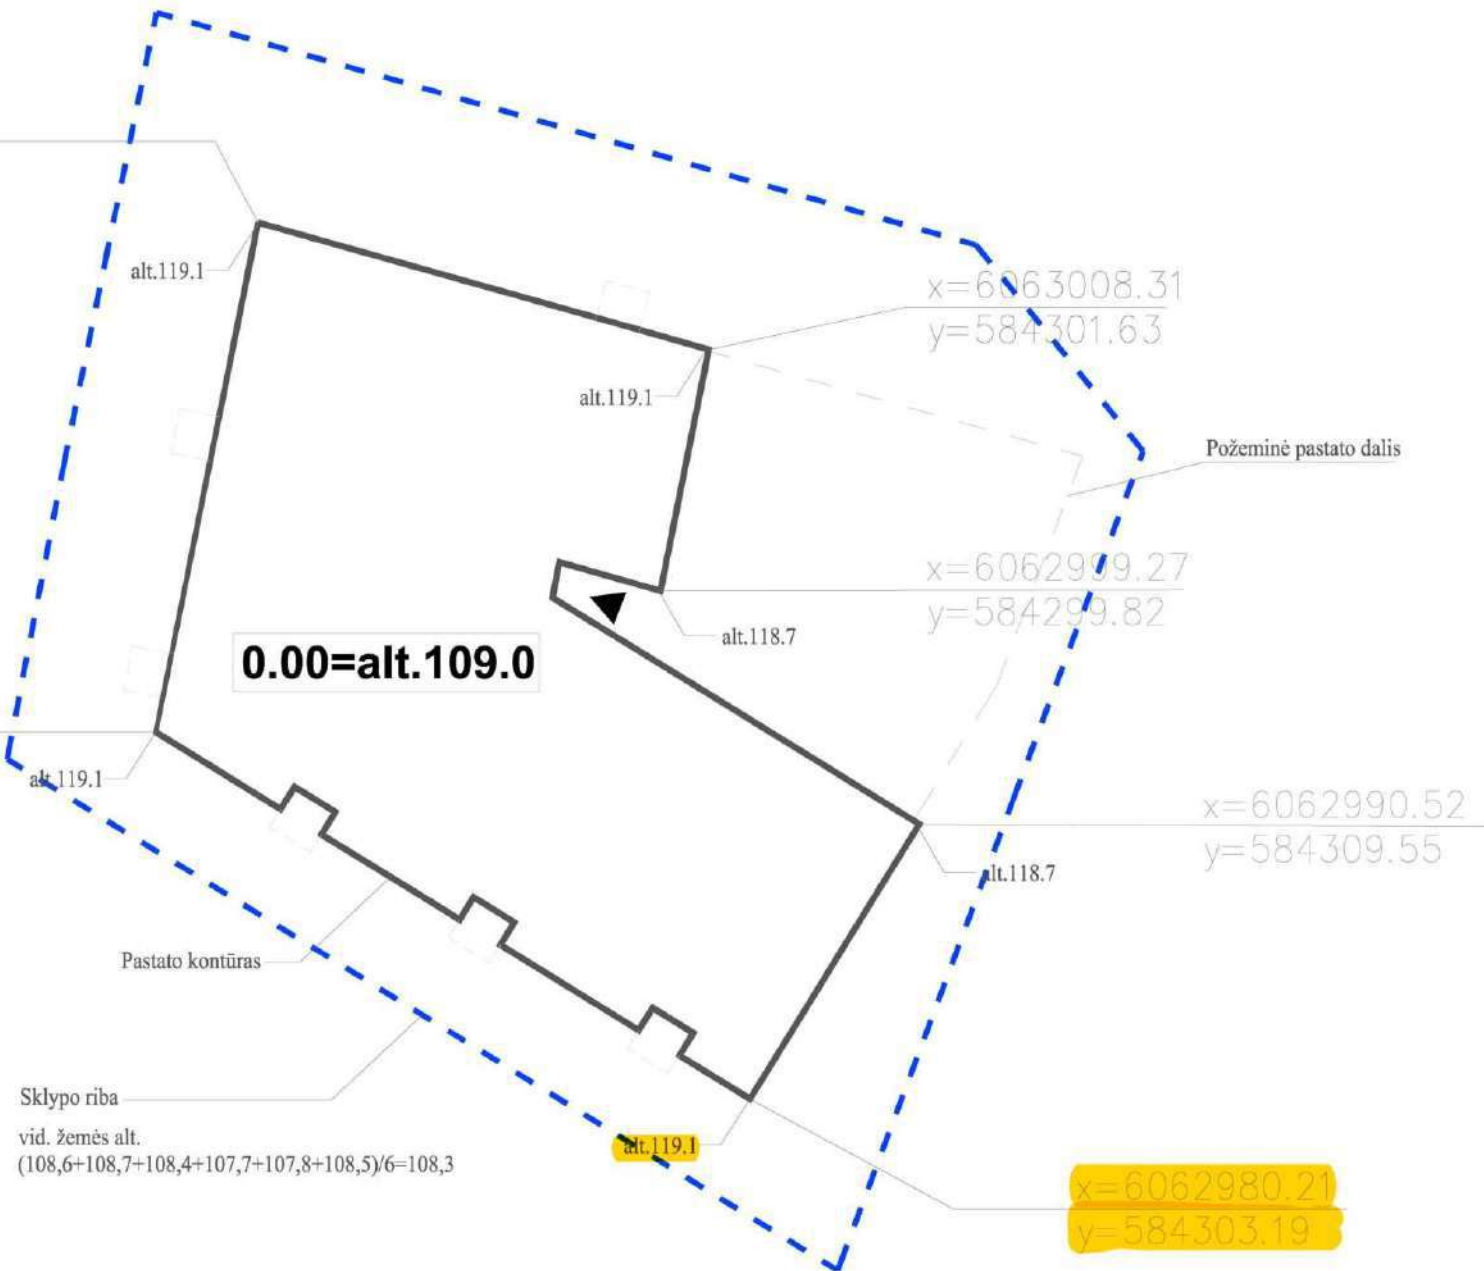 alt.119.1
x=6063008.31
y=584301.63
alt.119.1
Požeminė pastato dalis
x=6062999.27
y=584299.82
alt.118.7
0.00=alt.109.0
alt.119.1
x=6062990.52
y=584309.55
alt.118.7
Pastato kontūras
Sklypo riba
vid. žemės alt.
(108,6+108,7+108,4+107,7+107,8+108,5)/6=108,3
alt.119.1
x=6062980.21
y=584303.19